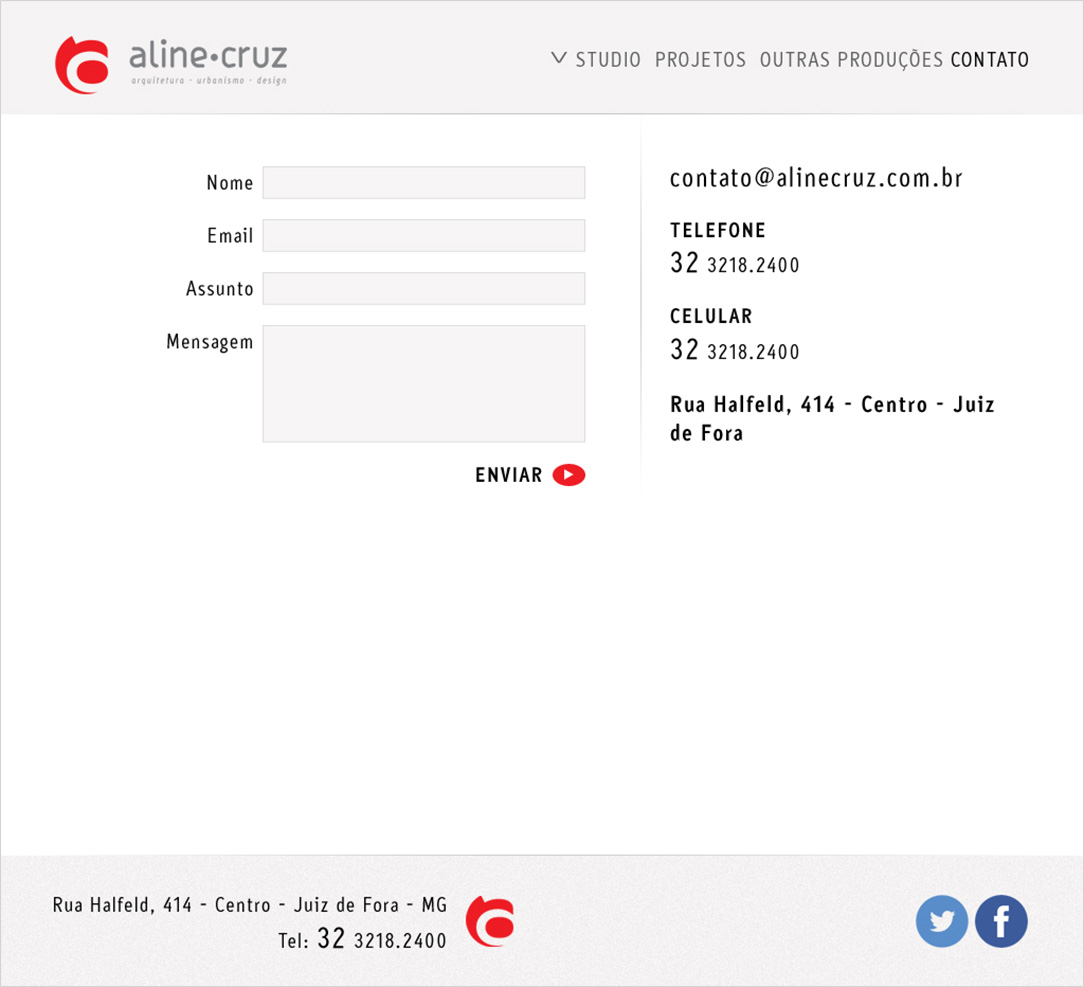 aline•cruz
arquitetura - urbanismo - design
STUDIO PROJETOS OUTRAS PRODUÇÕES CONTATO
Nome
Email
Assunto
Mensagem
ENVIAR
contato@alinecruz.com.br
TELEFONE
32 3218.2400
CELULAR
32 3218.2400
Rua Halfeld, 414 - Centro - Juiz
de Fora
Rua Halfeld, 414 - Centro - Juiz de Fora - MG
Tel: 32 3218.2400